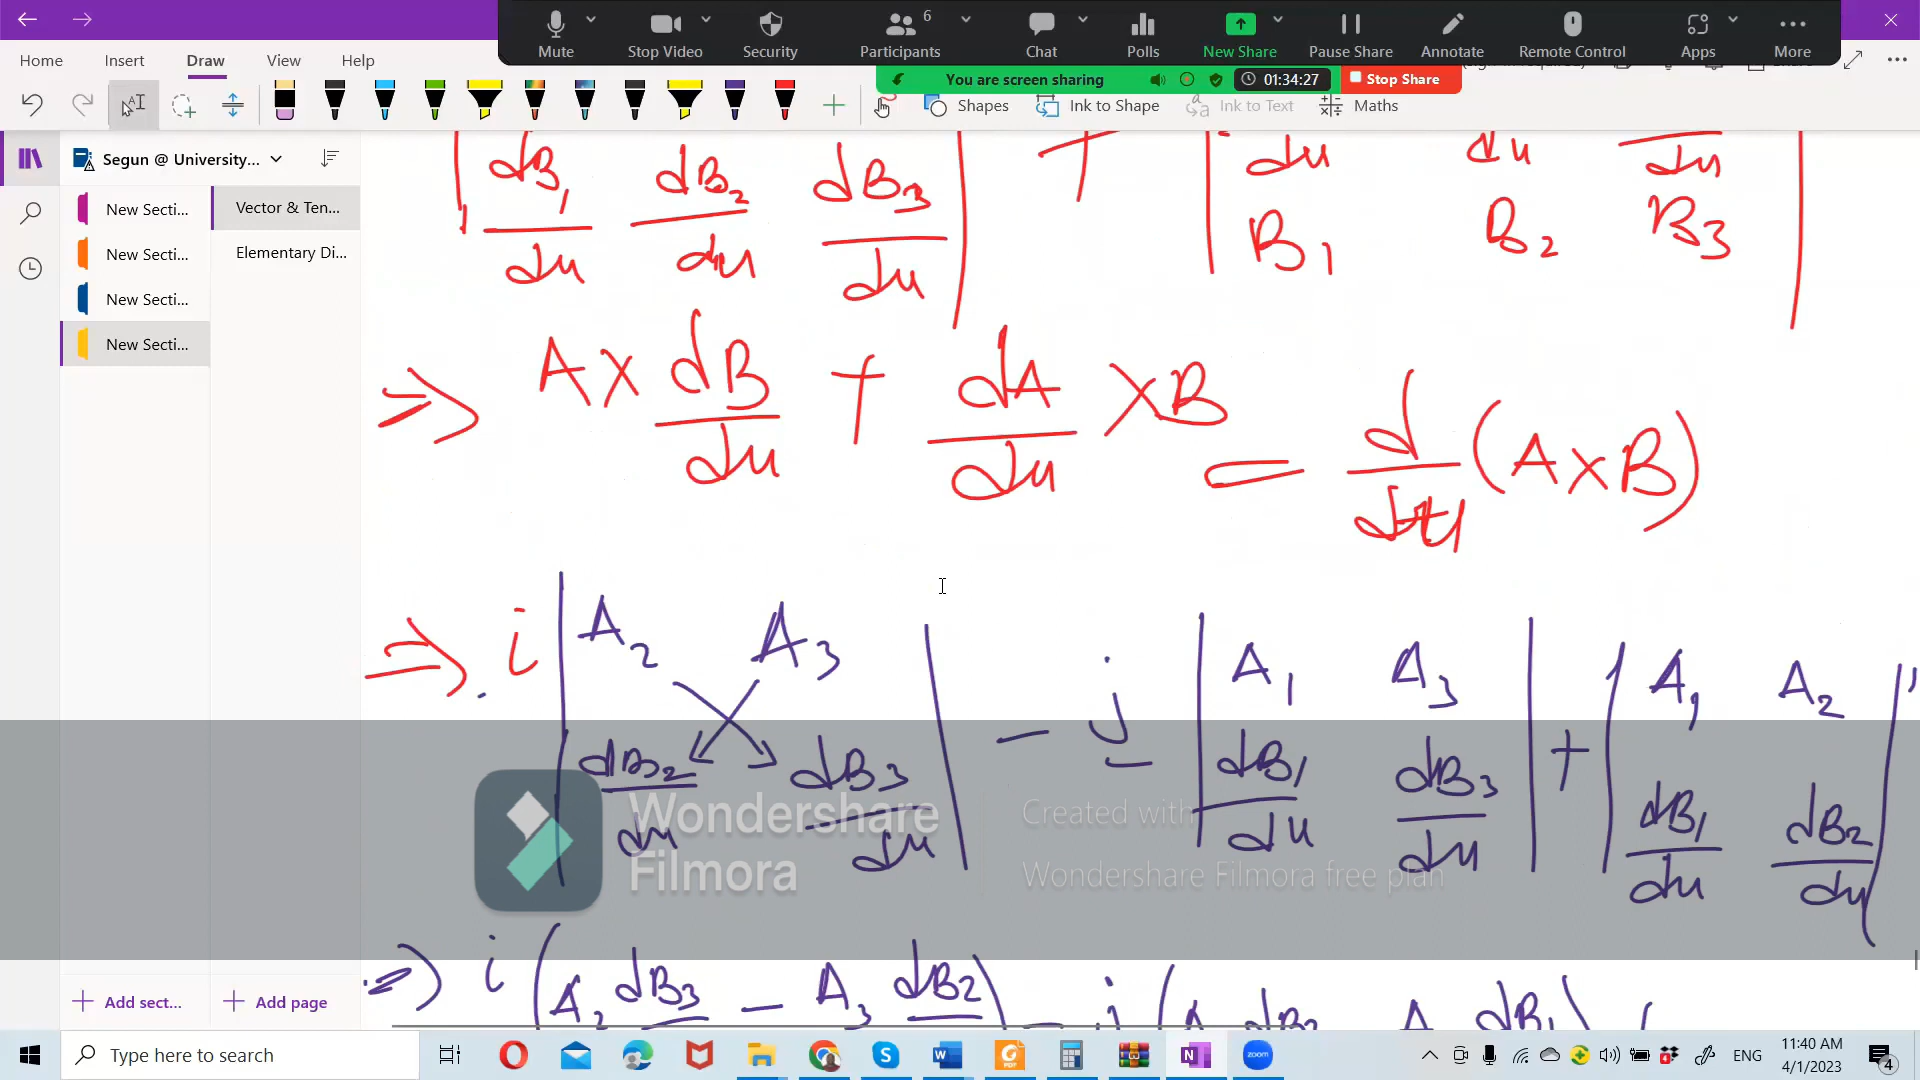 Mute
Stop Video
Security
Participants 6
Chat
Polls
New Share
Pause Share
Annotate
Remote Control
Apps
More
Home Insert Draw View Help
You are screen sharing 01:34:27 Stop Share
Shapes Ink to Shape Ink to Text Maths
Segun @ University...
New Secti...
New Secti...
New Secti...
New Secti...
Vector & Ten...
Elementary Di...
dB1/du dB2/du dB3/du + du du du
B1 B2 B3
=> A × dB/du + dA/du × B = d/du (A × B)
=> i | A2 A3 | - j | A1 A3 | + | A1 A2 |
dB2/du dB3/du dB1/du dB3/du dB1/du dB2/du
Wondershare
Filmora
Created with
Wondershare Filmora free plan
=> i (A2 dB3 - A3 dB2) - j (A dB3 A dB1)
+ Add sect...
+ Add page
Type here to search
ENG
11:40 AM
4/1/2023
4